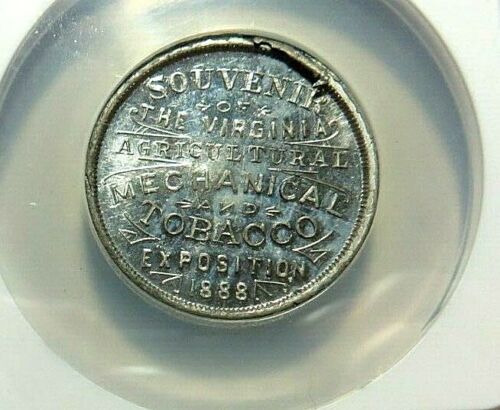 SOUVENIR
OF
THE VIRGINIA
AGRICULTURAL
MECHANICAL
AND
TOBACCO
EXPOSITION
1888.